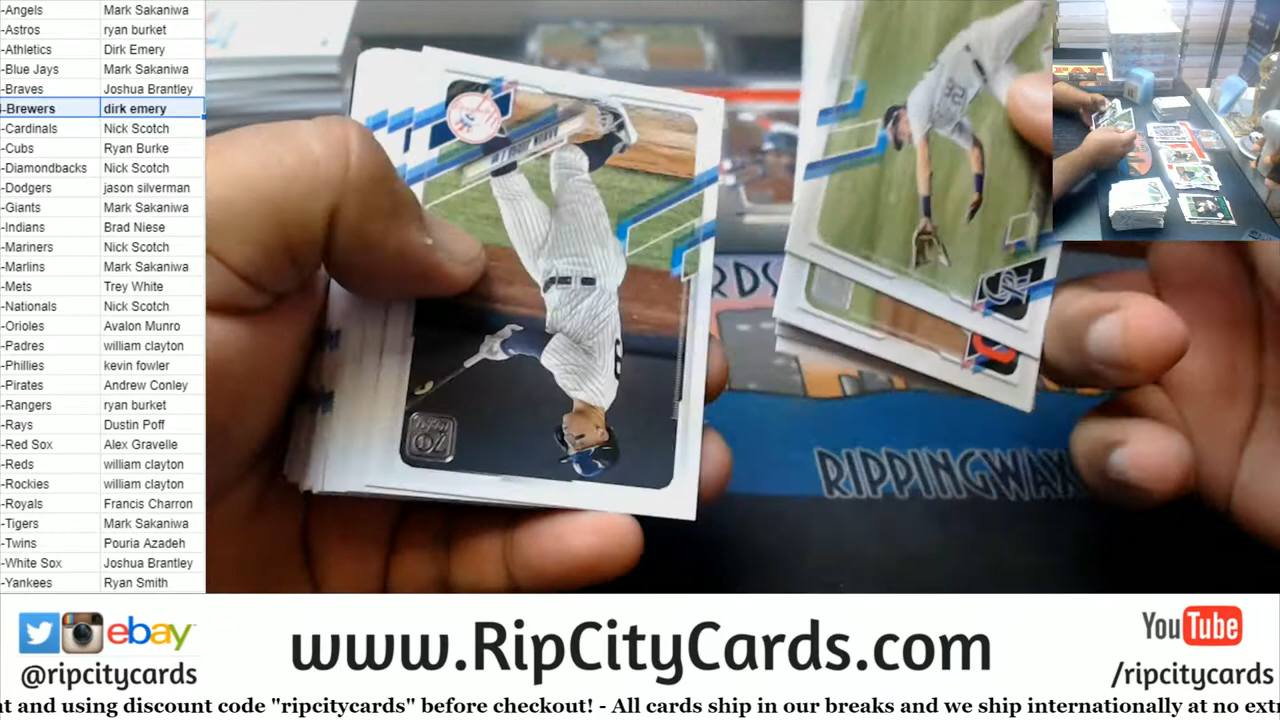 -Angels Mark Sakaniwa
-Astros ryan burket
-Athletics Dirk Emery
-Blue Jays Mark Sakaniwa
-Braves Joshua Brantley
-Brewers dirk emery
-Cardinals Nick Scotch
-Cubs Ryan Burke
-Diamondbacks Nick Scotch
-Dodgers jason silverman
-Giants Mark Sakaniwa
-Indians Brad Niese
-Mariners Nick Scotch
-Marlins Mark Sakaniwa
-Mets Trey White
-Nationals Nick Scotch
-Orioles Avalon Munro
-Padres william clayton
-Phillies kevin fowler
-Pirates Andrew Conley
-Rangers ryan burket
-Rays Dustin Poff
-Red Sox Alex Gravelle
-Reds william clayton
-Rockies william clayton
-Royals Francis Charron
-Tigers Mark Sakaniwa
-Twins Pouria Azadeh
-White Sox Joshua Brantley
-Yankees Ryan Smith
RIPPINGWAX
ebay
@ripcitycards
www.RipCityCards.com
YouTube
/ripcitycards
and using discount code "ripcitycards" before checkout! - All cards ship in our breaks and we ship internationally at no